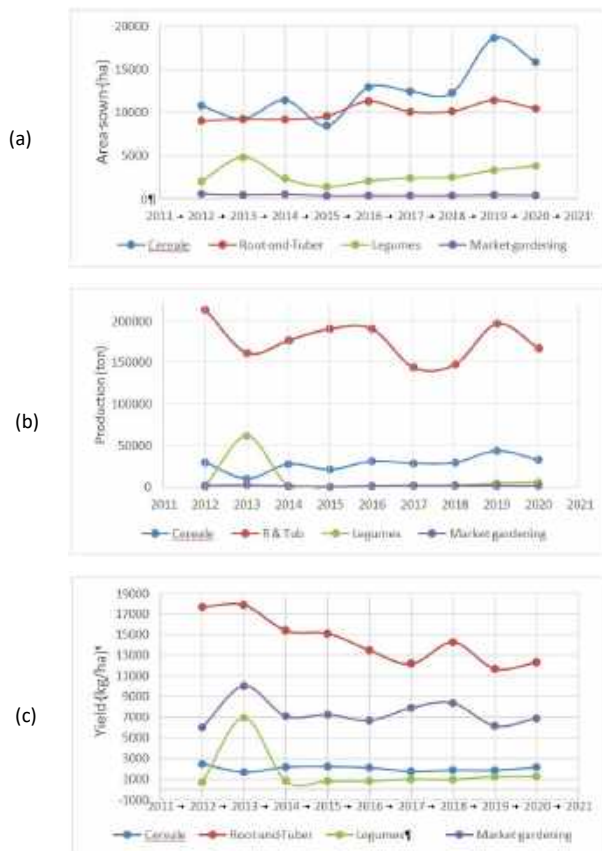 20000
15000
10000
5000
0¶
Area·sown·(ha)
(a)
2011 → 2012 → 2013 → 2014 → 2015 → 2016 → 2017 → 2018 → 2019 → 2020 → 2021
Cereale Root-and-Tuber Legumes Market gardening
200000
150000
100000
50000
0
Production (ton)
(b)
2011 2012 2013 2014 2015 2016 2017 2018 2019 2020 2021
Cereale R & Tub Legumes Market gardening
19000
17000
15000
13000
11000
9000
7000
5000
3000
1000
-1000
Yield·(kg/ha)
(c)
2011 → 2012 → 2013 → 2014 → 2015 → 2016 → 2017 → 2018 → 2019 → 2020 → 2021
Cereale Root and Tuber Legumes¶ Market gardening